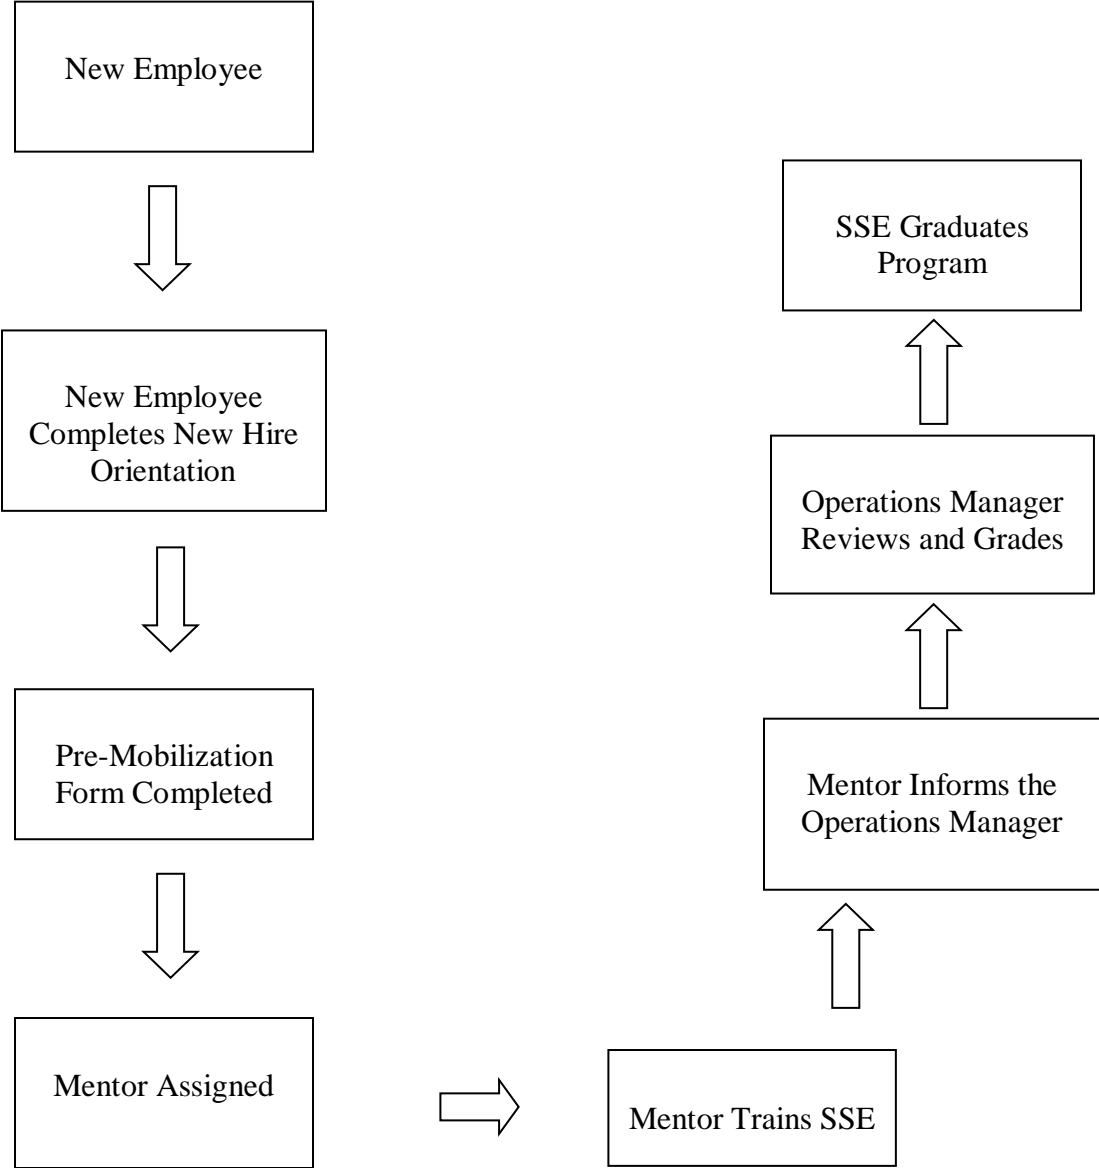 New Employee
New Employee
Completes New Hire
Orientation
Pre-Mobilization
Form Completed
Mentor Assigned
Mentor Trains SSE
Mentor Informs the
Operations Manager
Operations Manager
Reviews and Grades
SSE Graduates
Program